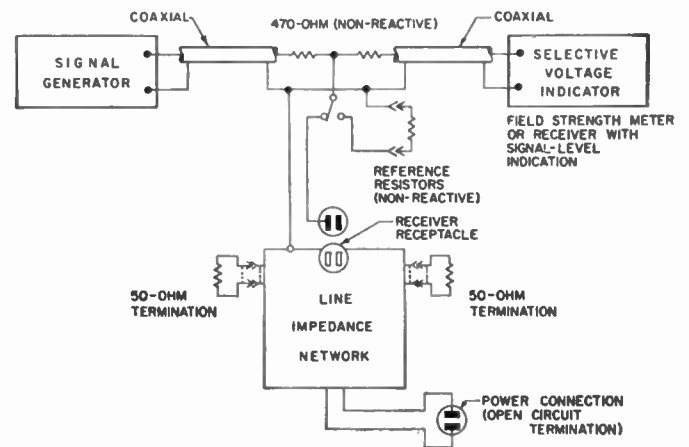 COAXIAL
470-OHM (NON-REACTIVE)
COAXIAL
SIGNAL
GENERATOR
SELECTIVE
VOLTAGE
INDICATOR
FIELD STRENGTH METER
OR RECEIVER WITH
SIGNAL-LEVEL
INDICATION
REFERENCE
RESISTORS
(NON-REACTIVE)
RECEIVER
RECEPTACLE
50-OHM
TERMINATION
LINE
IMPEDANCE
NETWORK
50-OHM
TERMINATION
POWER CONNECTION
(OPEN CIRCUIT
TERMINATION)